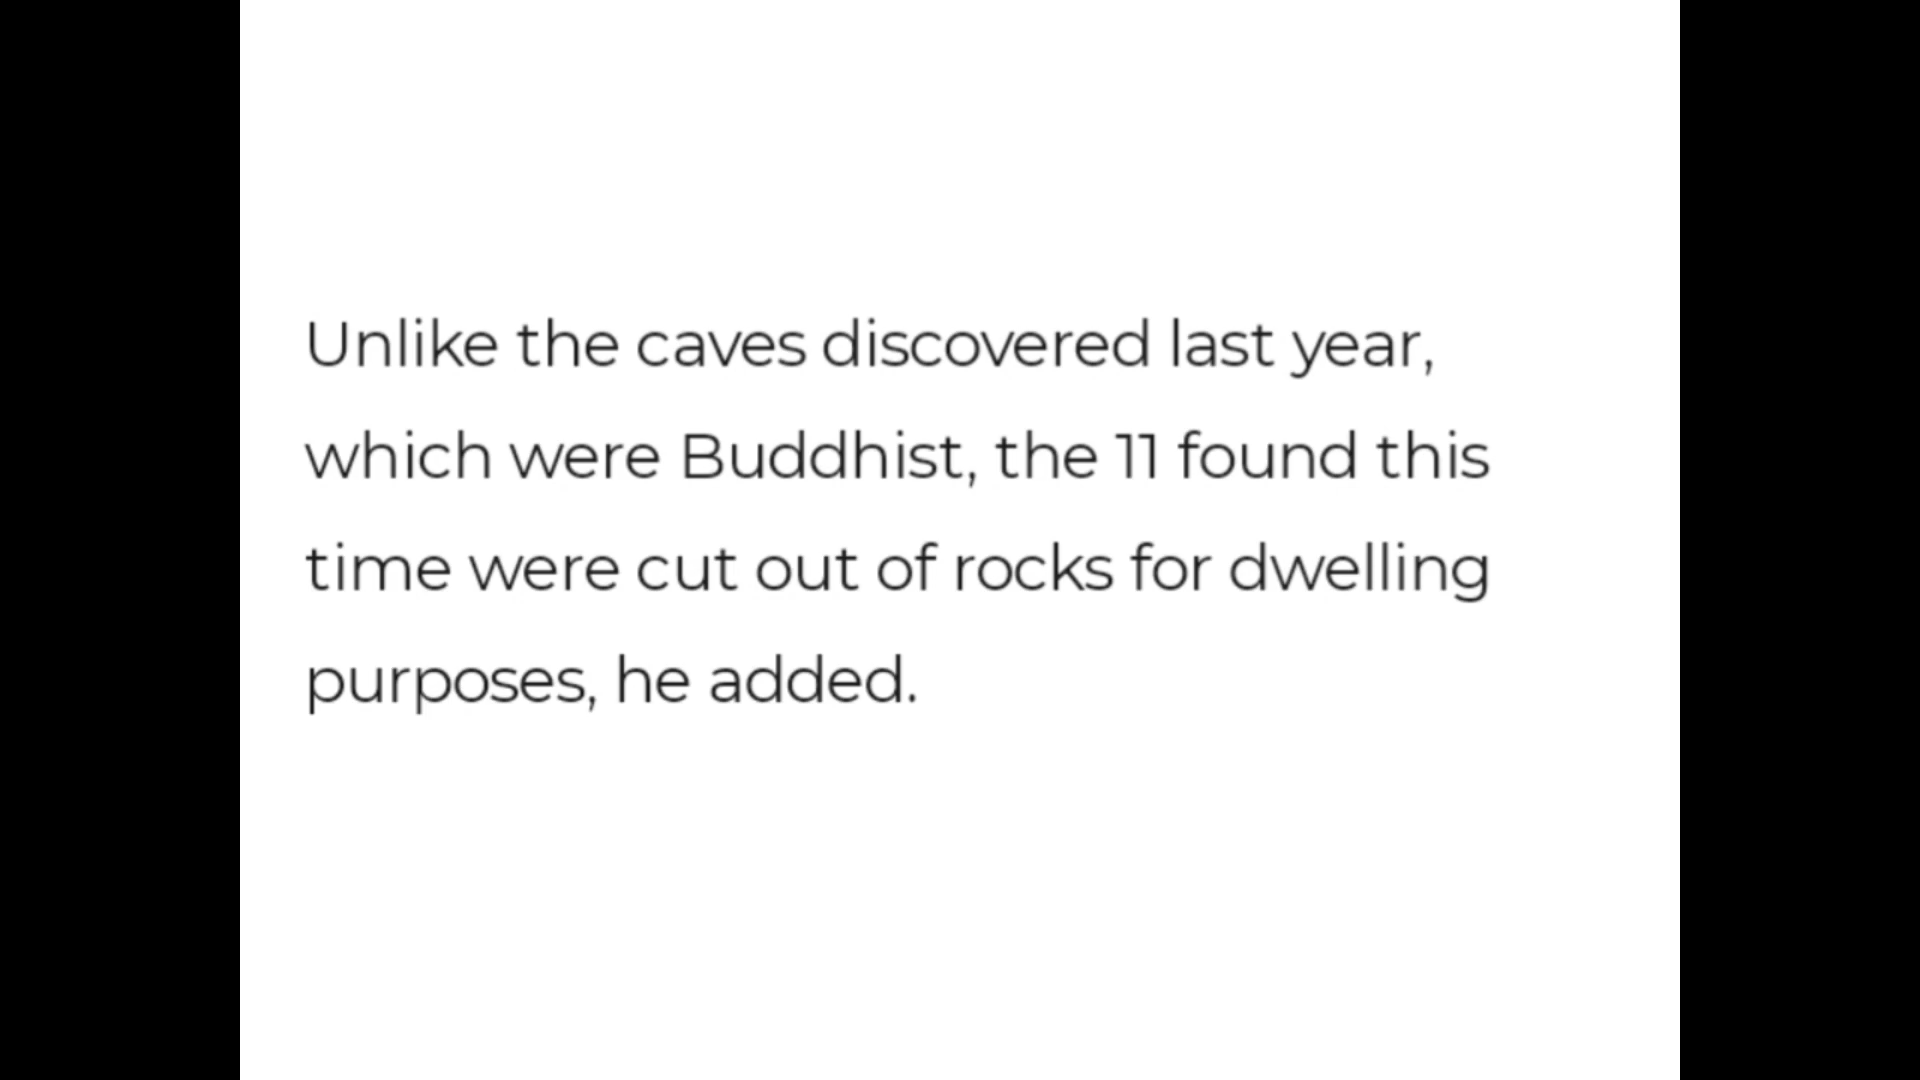 Unlike the caves discovered last year,
which were Buddhist, the 11 found this
time were cut out of rocks for dwelling
purposes, he added.